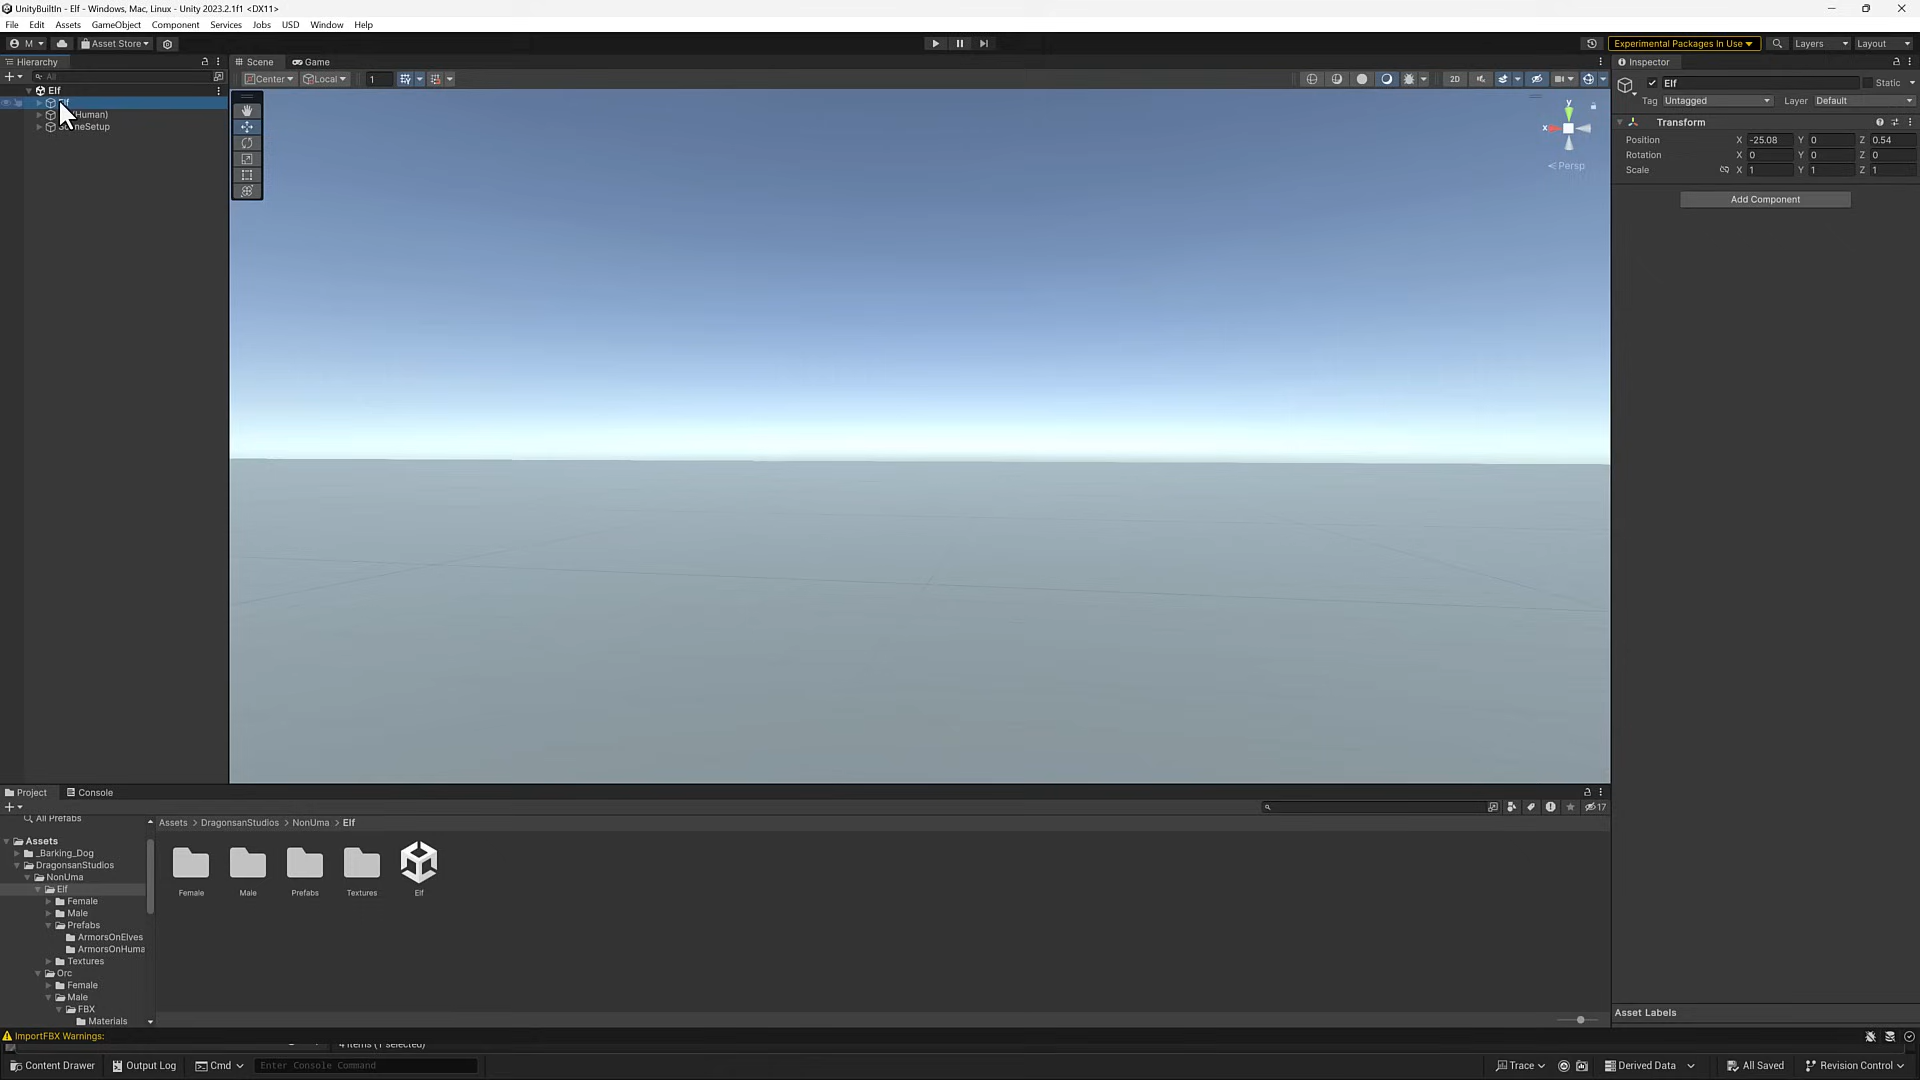 UnityBuiltIn - Elf - Windows, Mac, Linux - Unity 2023.2.1f1 <DX11>
File Edit Assets GameObject Component Services Jobs USD Window Help
M Asset Store Experimental Packages In Use Layers Layout
Hierarchy Scene Game Inspector
All Center Local 1 2D
Elf
Elf Static
Tag Untagged Layer Default
Human)
SceneSetup
Transform
Position X -25.08 Y 0 Z 0.54
Rotation X 0 Y 0 Z 0
Scale X 1 Y 1 Z 1
Add Component
y
x
Persp
Project Console
17
All Prefabs
Assets > DragonsanStudios > NonUma > Elf
Assets
_Barking_Dog
DragonsanStudios
NonUma
Elf
Female Male Prefabs Textures Elf
Female
Male
Prefabs
ArmorsOnElves
ArmorsOnHuma
Textures
Orc
Female
Male
FBX
Materials
Asset Labels
ImportFBX Warnings:
4 items (1 selected)
Content Drawer Output Log Cmd Enter Console Command Trace Derived Data All Saved Revision Control